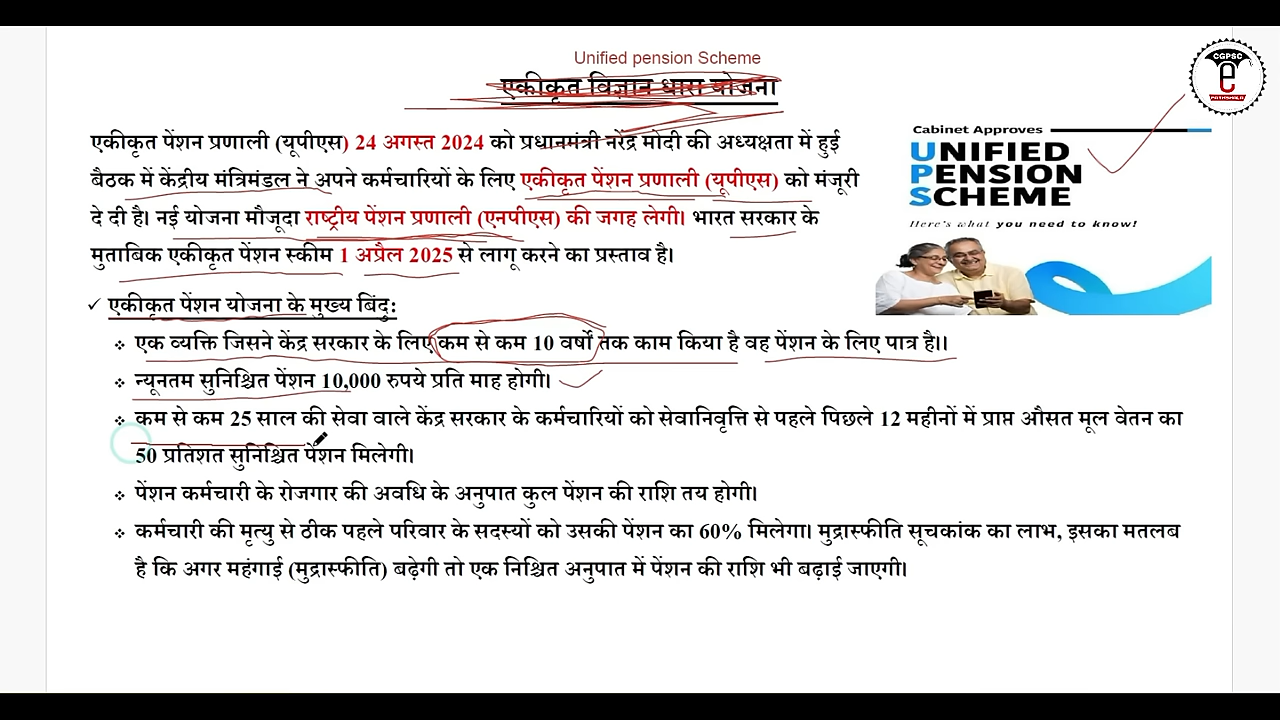 Unified pension Scheme
एकीकृत विज्ञान धारा योजना
CGPSC
e
PATHSHALA
एकीकृत पेंशन प्रणाली (यूपीएस) 24 अगस्त 2024 को प्रधानमंत्री नरेंद्र मोदी की अध्यक्षता में हुई
बैठक में केंद्रीय मंत्रिमंडल ने अपने कर्मचारियों के लिए एकीकृत पेंशन प्रणाली (यूपीएस) को मंजूरी
दे दी है। नई योजना मौजूदा राष्ट्रीय पेंशन प्रणाली (एनपीएस) की जगह लेगी। भारत सरकार के
मुताबिक एकीकृत पेंशन स्कीम 1 अप्रैल 2025 से लागू करने का प्रस्ताव है।
Cabinet Approves
UNIFIED
PENSION
SCHEME
Here's what you need to know!
✓ एकीकृत पेंशन योजना के मुख्य बिंदु:
❖ एक व्यक्ति जिसने केंद्र सरकार के लिए कम से कम 10 वर्षों तक काम किया है वह पेंशन के लिए पात्र है।।
❖ न्यूनतम सुनिश्चित पेंशन 10,000 रुपये प्रति माह होगी।
❖ कम से कम 25 साल की सेवा वाले केंद्र सरकार के कर्मचारियों को सेवानिवृत्ति से पहले पिछले 12 महीनों में प्राप्त औसत मूल वेतन का
50 प्रतिशत सुनिश्चित पेंशन मिलेगी।
❖ पेंशन कर्मचारी के रोजगार की अवधि के अनुपात कुल पेंशन की राशि तय होगी।
❖ कर्मचारी की मृत्यु से ठीक पहले परिवार के सदस्यों को उसकी पेंशन का 60% मिलेगा। मुद्रास्फीति सूचकांक का लाभ, इसका मतलब
है कि अगर महंगाई (मुद्रास्फीति) बढ़ेगी तो एक निश्चित अनुपात में पेंशन की राशि भी बढ़ाई जाएगी।